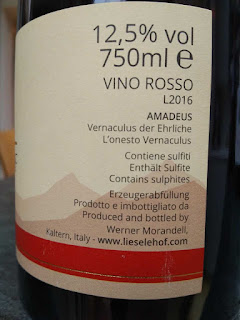 12,5% vol
750ml ℮
VINO ROSSO
L2016
AMADEUS
Vernaculus der Ehrliche
L'onesto Vernaculus
Contiene sulfiti
Enthält Sulfite
Contains sulphites
Erzeugerabfüllung
Prodotto e imbottigliato da
Produced and bottled by
Werner Morandell,
Kaltern, Italy - www.lieselehof.com